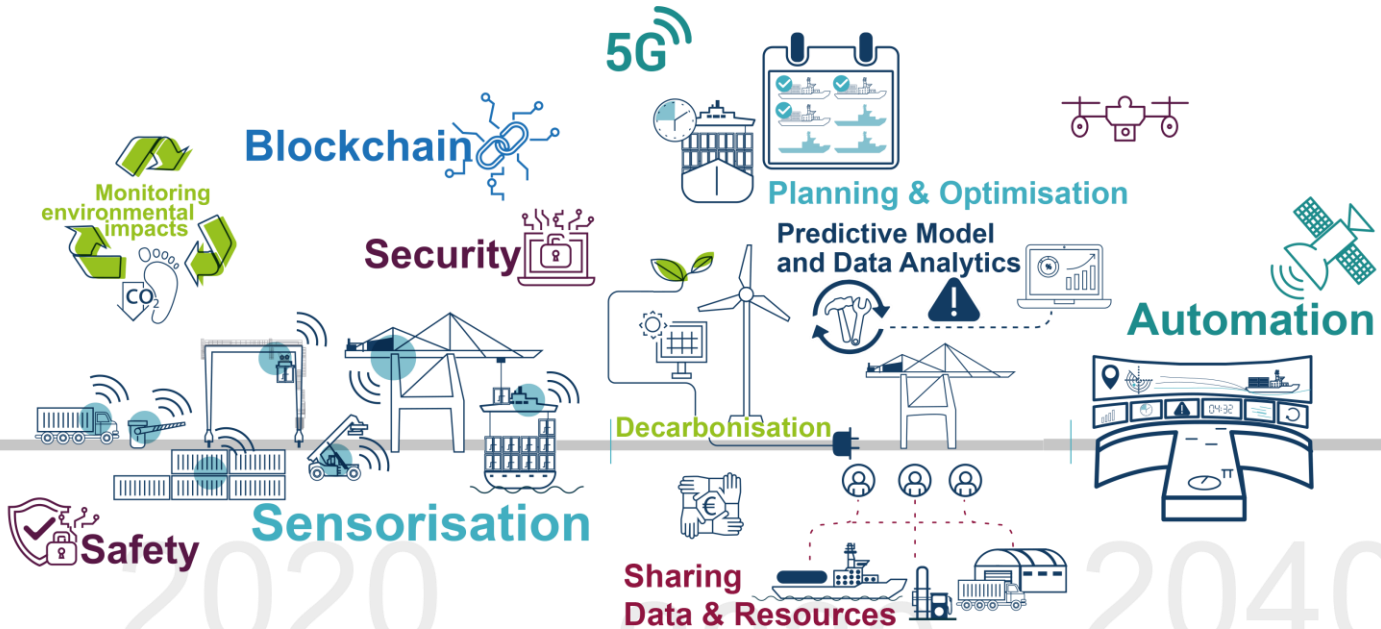 5G
Blockchain
Monitoring
environmental
impacts
CO2
Security
Planning & Optimisation
Predictive Model
and Data Analytics
Automation
04:32
Decarbonisation
€
Safety
Sensorisation
Sharing
Data & Resources
2020
2040